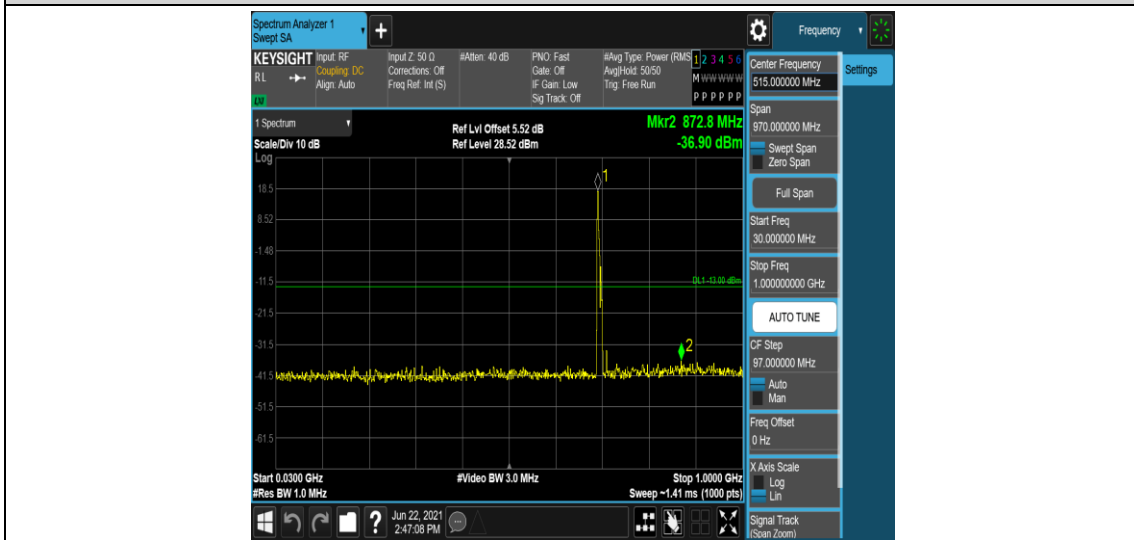 Spectrum Analyzer 1
Swept SA
+
Frequency
KEYSIGHT
RL
LXI
Input: RF
Coupling: DC
Align: Auto
Input Z: 50 Ω
Corrections: Off
Freq Ref: Int (S)
#Atten: 40 dB
PNO: Fast
Gate: Off
IF Gain: Low
Sig Track: Off
#Avg Type: Power (RMS
Avg|Hold: 50/50
Trig: Free Run
1 2 3 4 5 6
M W W W W W
P P P P P P
1 Spectrum
Scale/Div 10 dB
Ref Lvl Offset 5.52 dB
Ref Level 28.52 dBm
Mkr2 872.8 MHz
-36.90 dBm
Log
1
18.5
8.52
-1.48
-11.5
DL1 -13.00 dBm
-21.5
-31.5
2
-41.5
-51.5
-61.5
Start 0.0300 GHz
#Res BW 1.0 MHz
#Video BW 3.0 MHz
Stop 1.0000 GHz
Sweep ~1.41 ms (1000 pts)
?
Jun 22, 2021
2:47:08 PM
Center Frequency
515.000000 MHz
Settings
Span
970.000000 MHz
Swept Span
Zero Span
Full Span
Start Freq
30.000000 MHz
Stop Freq
1.000000000 GHz
AUTO TUNE
CF Step
97.000000 MHz
Auto
Man
Freq Offset
0 Hz
X Axis Scale
Log
Lin
Signal Track
(Span Zoom)